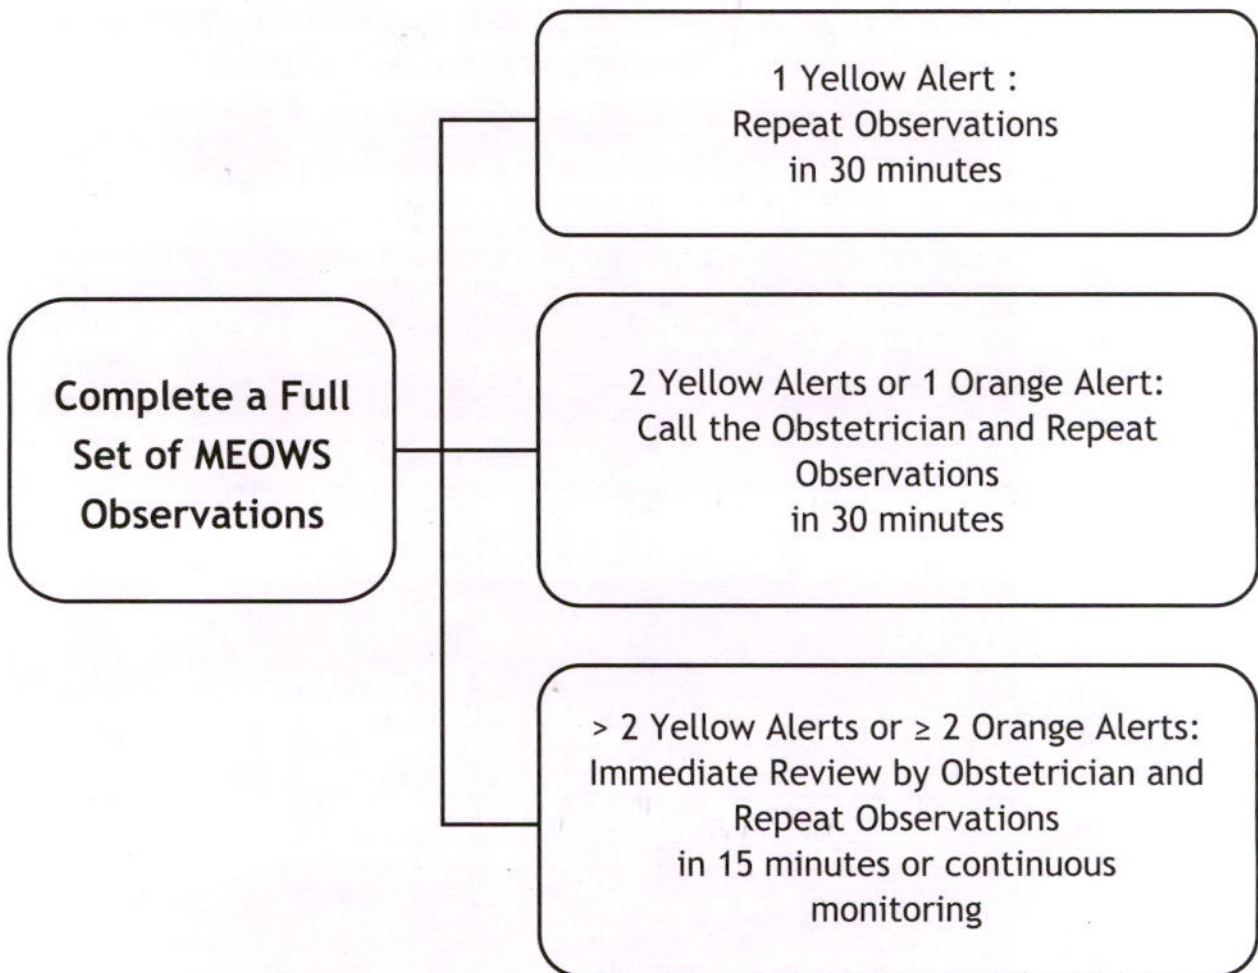 Complete a Full
Set of MEOWS
Observations
1 Yellow Alert :
Repeat Observations
in 30 minutes
2 Yellow Alerts or 1 Orange Alert:
Call the Obstetrician and Repeat
Observations
in 30 minutes
> 2 Yellow Alerts or ≥ 2 Orange Alerts:
Immediate Review by Obstetrician and
Repeat Observations
in 15 minutes or continuous
monitoring